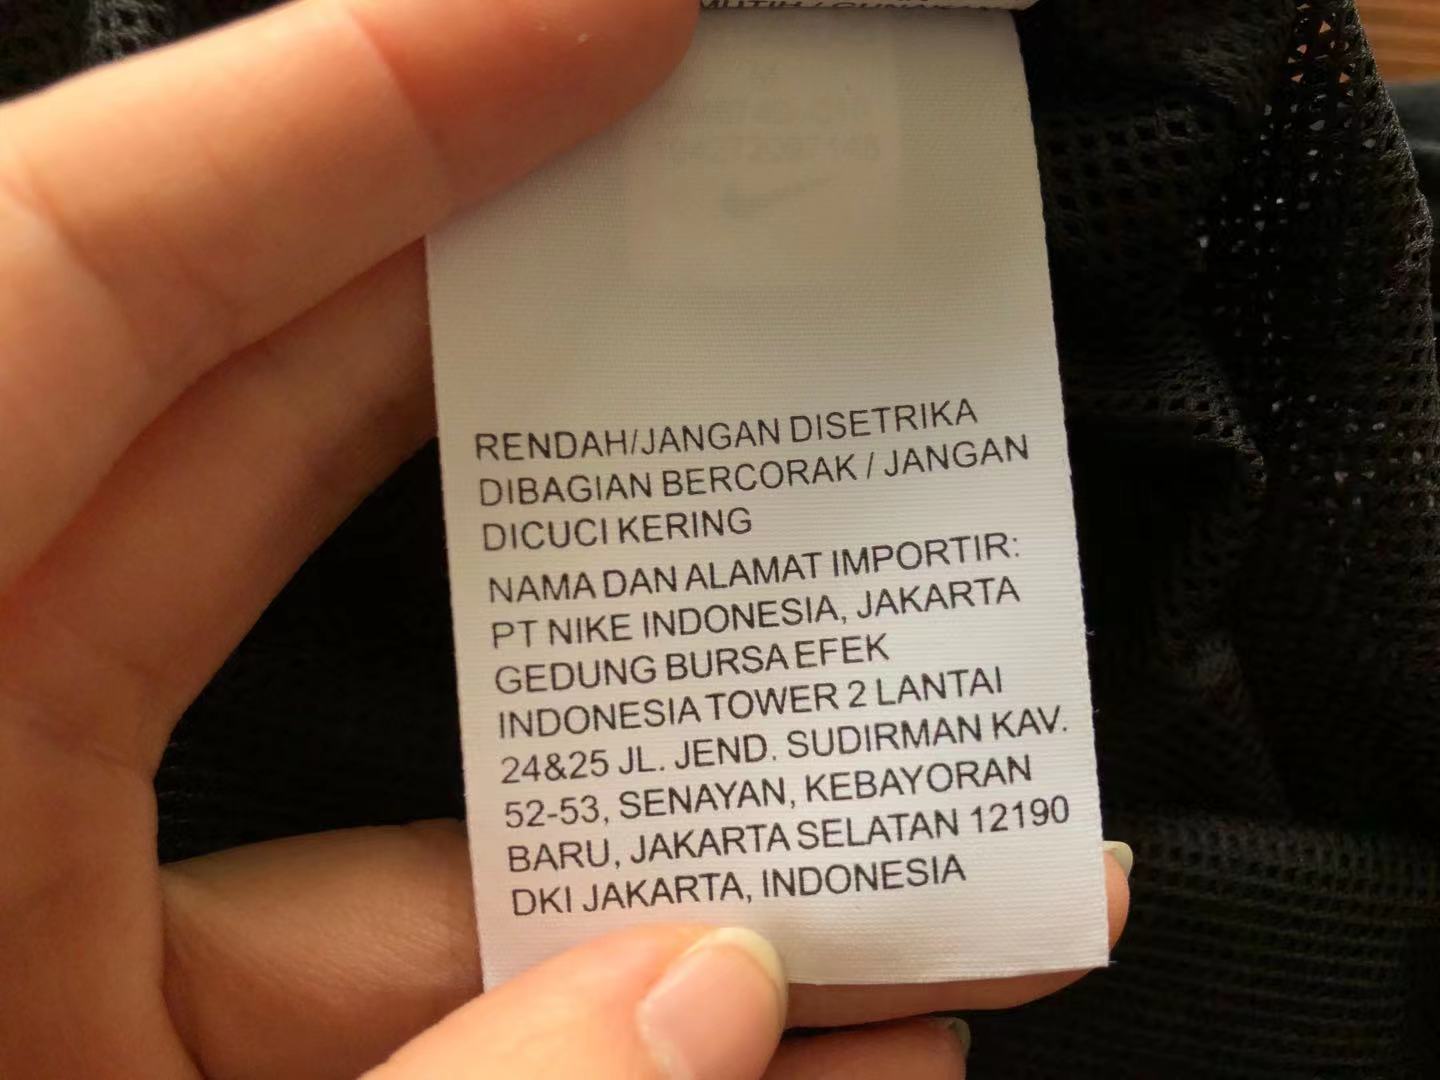 RENDAH/JANGAN DISETRIKA
DIBAGIAN BERCORAK / JANGAN
DICUCI KERING
NAMA DAN ALAMAT IMPORTIR:
PT NIKE INDONESIA, JAKARTA
GEDUNG BURSA EFEK
INDONESIA TOWER 2 LANTAI
24&25 JL. JEND. SUDIRMAN KAV.
52-53, SENAYAN, KEBAYORAN
BARU, JAKARTA SELATAN 12190
DKI JAKARTA, INDONESIA